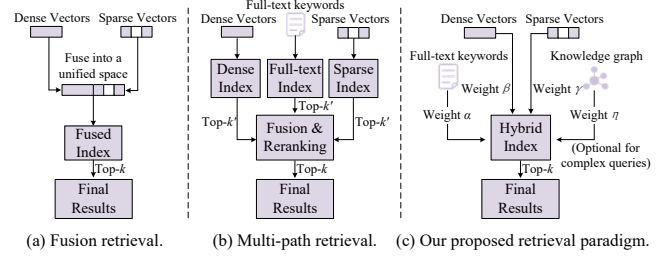 Dense Vectors
Sparse Vectors
Fuse into a
unified space
Fused
Index
Top-k
Final
Results
(a) Fusion retrieval.
Full-text keywords
Dense Vectors
Sparse Vectors
Dense
Index
Full-text
Index
Sparse
Index
Top-k'
Top-k'
Top-k'
Fusion &
Reranking
Top-k
Final
Results
(b) Multi-path retrieval.
Dense Vectors
Sparse Vectors
Full-text keywords
Knowledge graph
Weight β
Weight γ
Weight α
Weight η
Hybrid
Index
(Optional for
complex queries)
Top-k
Final
Results
(c) Our proposed retrieval paradigm.